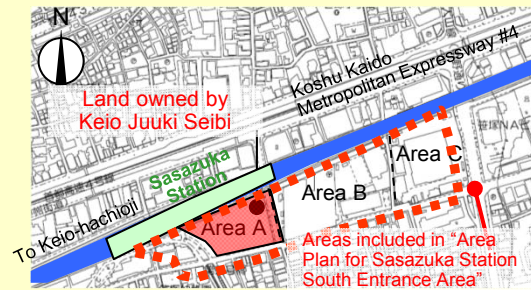 N
Koshu Kaido
Metropolitan Expressway #4
Land owned by
Keio Juuki Seibi
Sasazuka
Station
Area C
Area B
Area A
To Keio-hachioji
Areas included in "Area
Plan for Sasazuka Station
South Entrance Area"